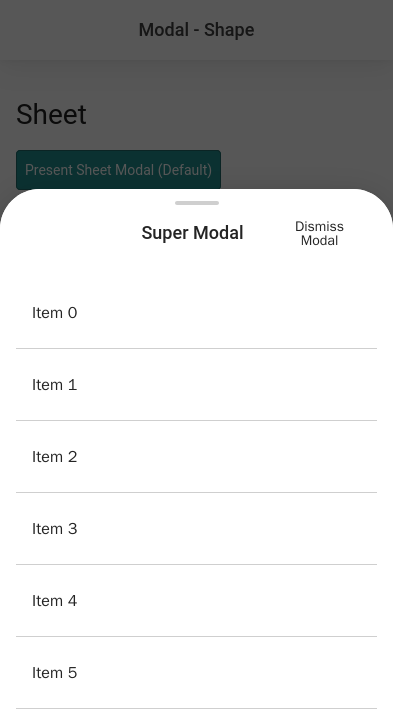 Modal - Shape
Sheet
Present Sheet Modal (Default)
Super Modal
Dismiss
Modal
Item 0
Item 1
Item 2
Item 3
Item 4
Item 5